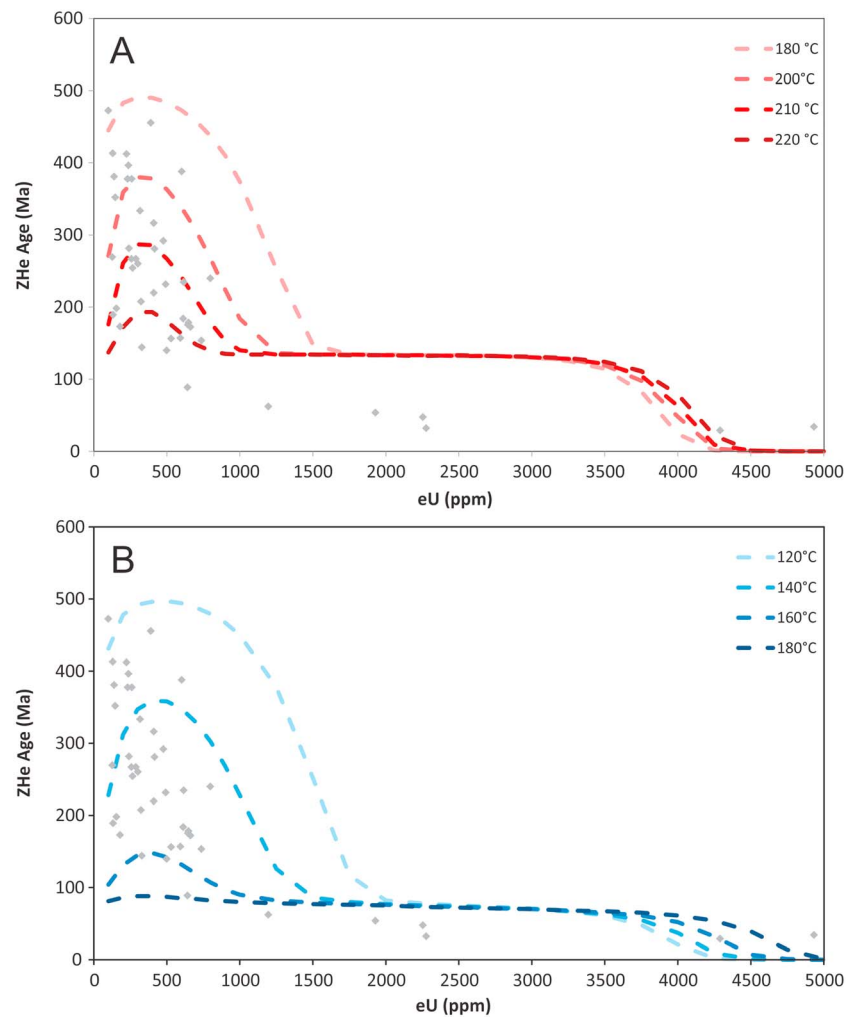 A
600
500
400
300
200
100
0
ZHe Age (Ma)
180 °C
200°C
210 °C
220 °C
0 500 1000 1500 2000 2500 3000 3500 4000 4500 5000
eU (ppm)
B
600
500
400
300
200
100
0
ZHe Age (Ma)
120°C
140°C
160°C
180°C
0 500 1000 1500 2000 2500 3000 3500 4000 4500 5000
eU (ppm)